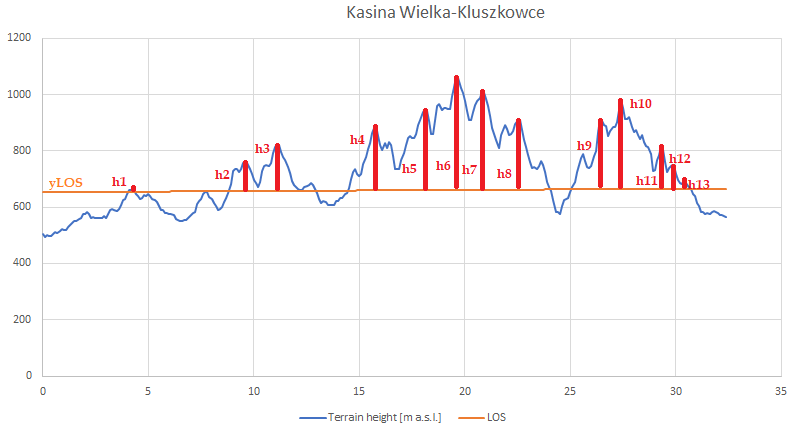 Kasina Wielka-Kluszkowce
1200
1000
800
600
400
200
0
yLOS
h1
h2
h3
h4
h5
h6
h7
h8
h9
h10
h11
h12
h13
0 5 10 15 20 25 30 35
Terrain height [m a.s.l.] LOS